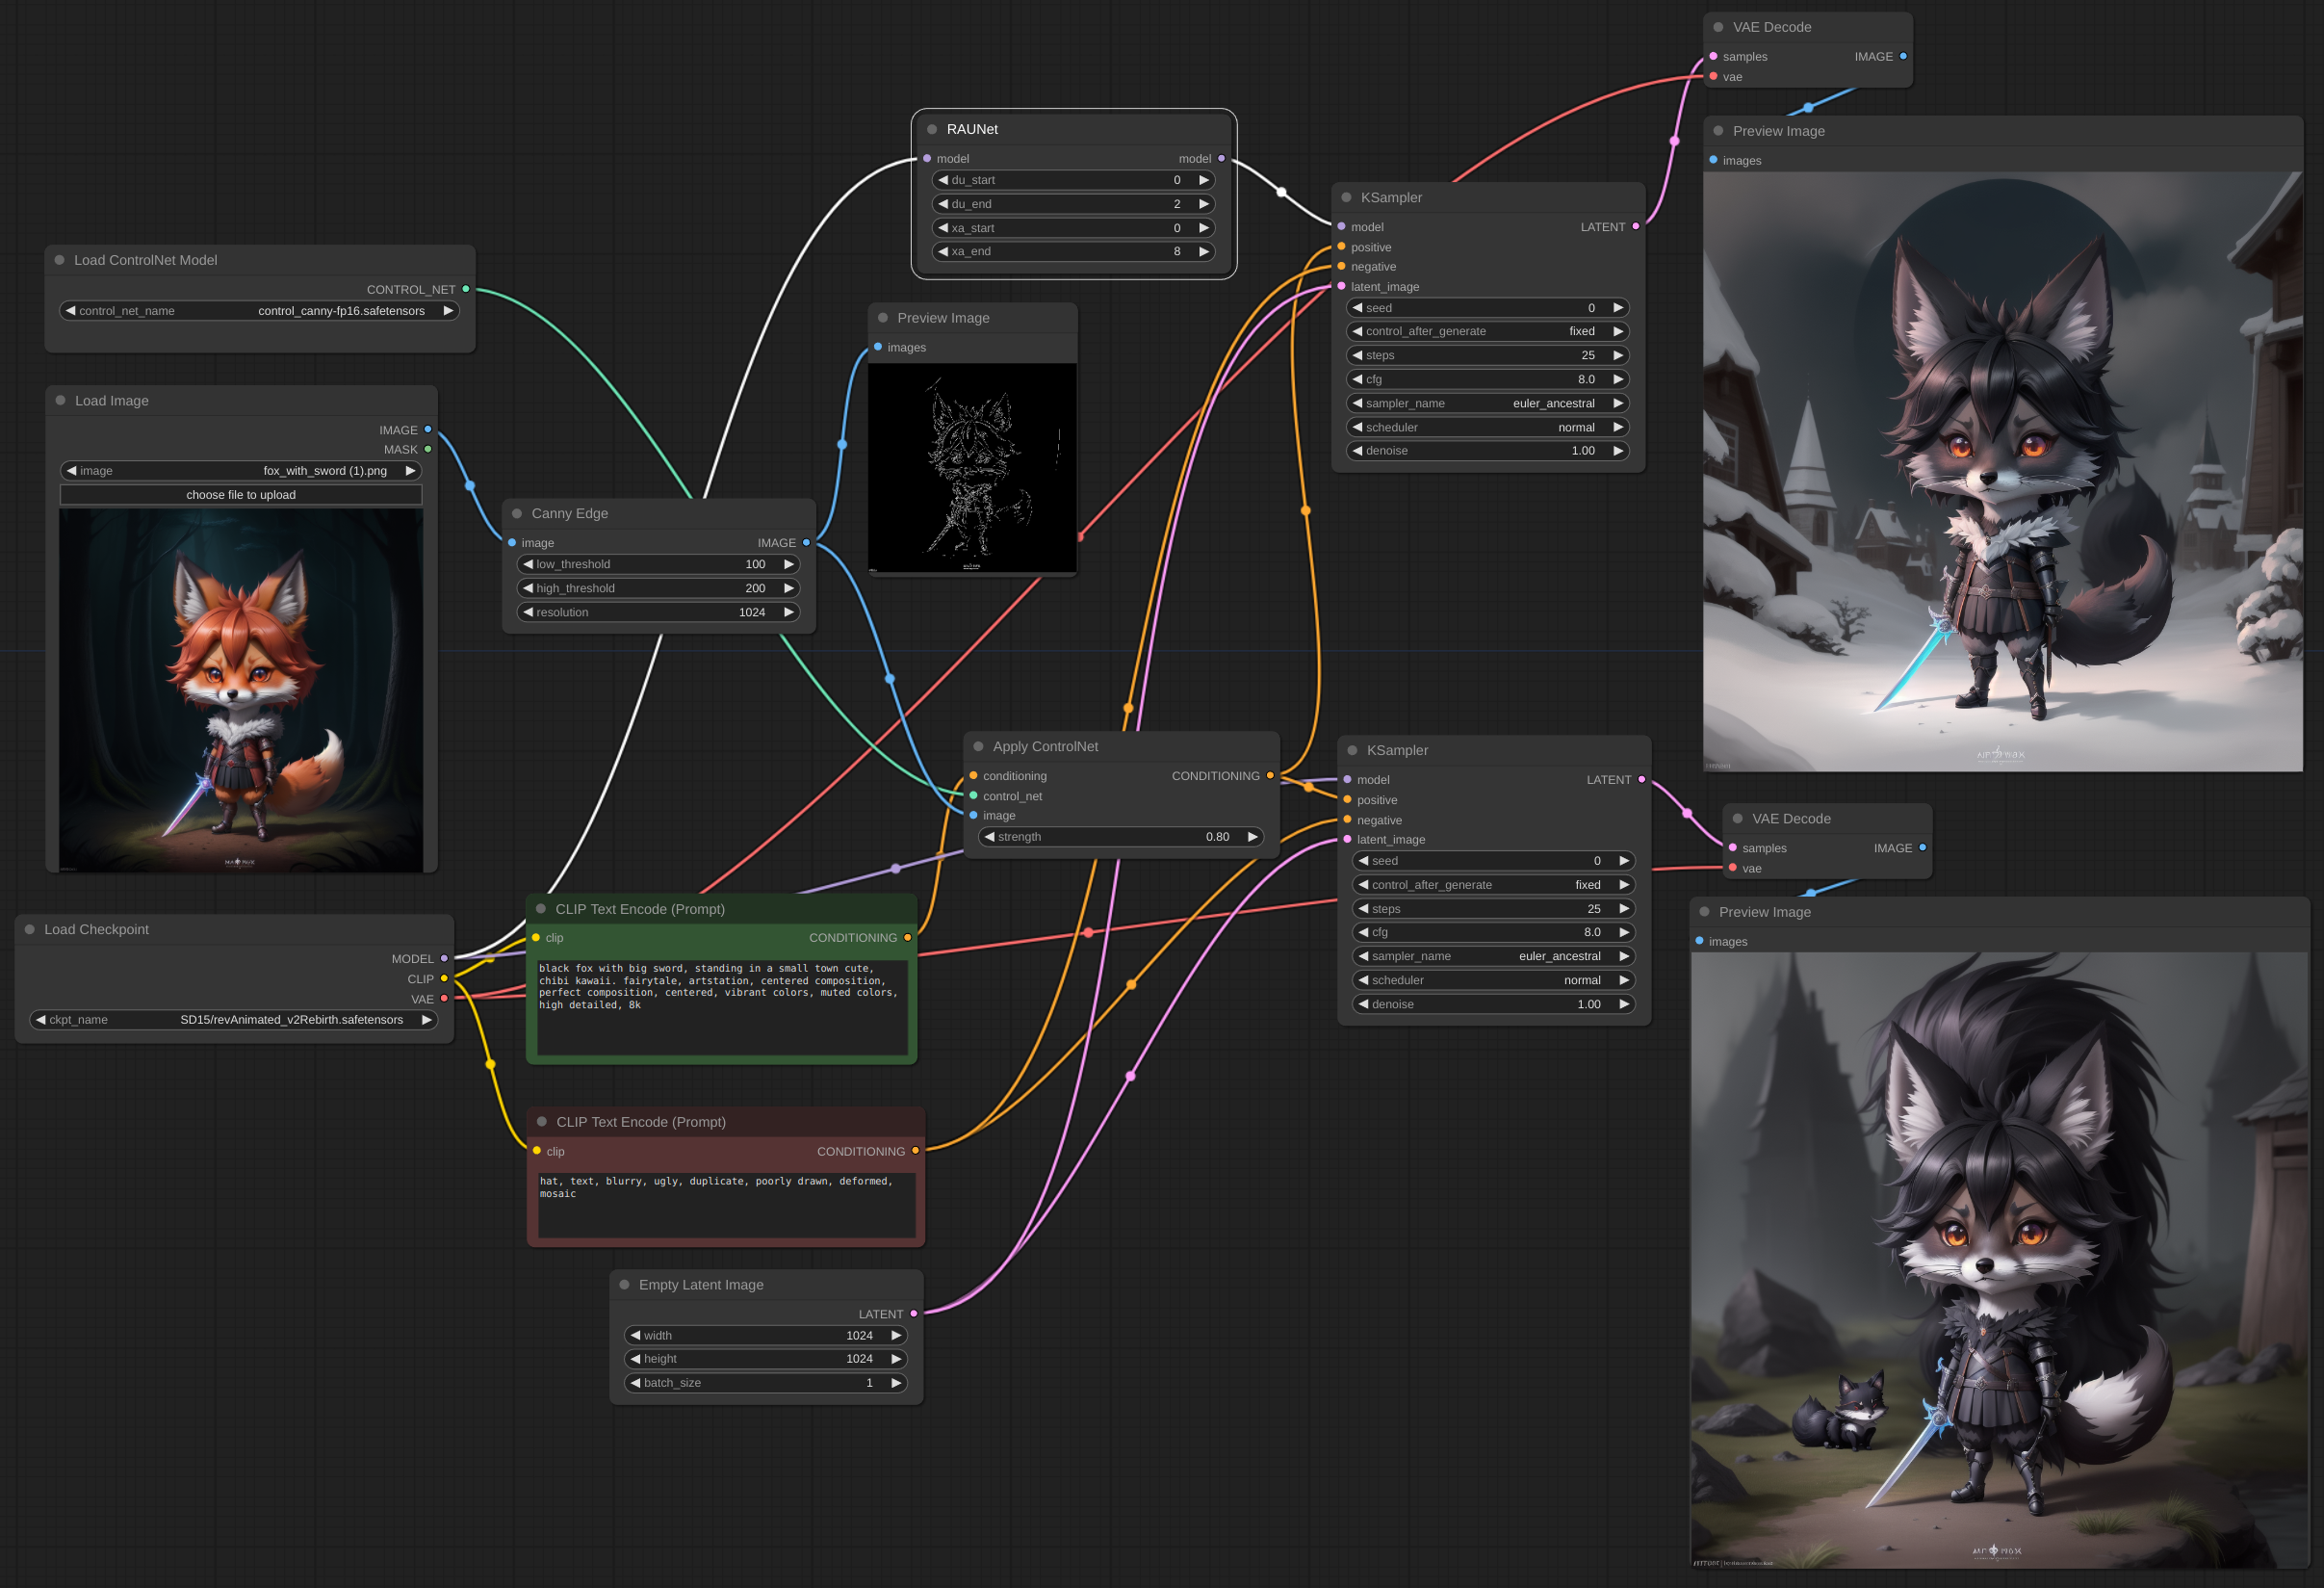 Load ControlNet Model
CONTROL_NET
control_net_name control_canny-fp16.safetensors
Load Image
IMAGE
MASK
image fox_with_sword (1).png
choose file to upload
Load Checkpoint
MODEL
CLIP
VAE
ckpt_name SD15/revAnimated_v2Rebirth.safetensors
Canny Edge
image IMAGE
low_threshold 100
high_threshold 200
resolution 1024
CLIP Text Encode (Prompt)
clip CONDITIONING
black fox with big sword, standing in a small town cute,
chibi kawaii. fairytale, artstation, centered composition,
perfect composition, centered, vibrant colors, muted colors,
high detailed, 8k
CLIP Text Encode (Prompt)
clip CONDITIONING
hat, text, blurry, ugly, duplicate, poorly drawn, deformed,
mosaic
Empty Latent Image
LATENT
width 1024
height 1024
batch_size 1
RAUNet
model model
du_start 0
du_end 2
xa_start 0
xa_end 8
Preview Image
images
Apply ControlNet
conditioning CONDITIONING
control_net
image
strength 0.80
KSampler
model LATENT
positive
negative
latent_image
seed 0
control_after_generate fixed
steps 25
cfg 8.0
sampler_name euler_ancestral
scheduler normal
denoise 1.00
KSampler
model LATENT
positive
negative
latent_image
seed 0
control_after_generate fixed
steps 25
cfg 8.0
sampler_name euler_ancestral
scheduler normal
denoise 1.00
VAE Decode
samples IMAGE
vae
Preview Image
images
VAE Decode
samples IMAGE
vae
Preview Image
images